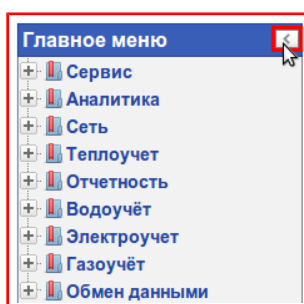 Главное меню
Сервис
Аналитика
Сеть
Теплоучет
Отчетность
Водоучёт
Электроучет
Газоучёт
Обмен данными